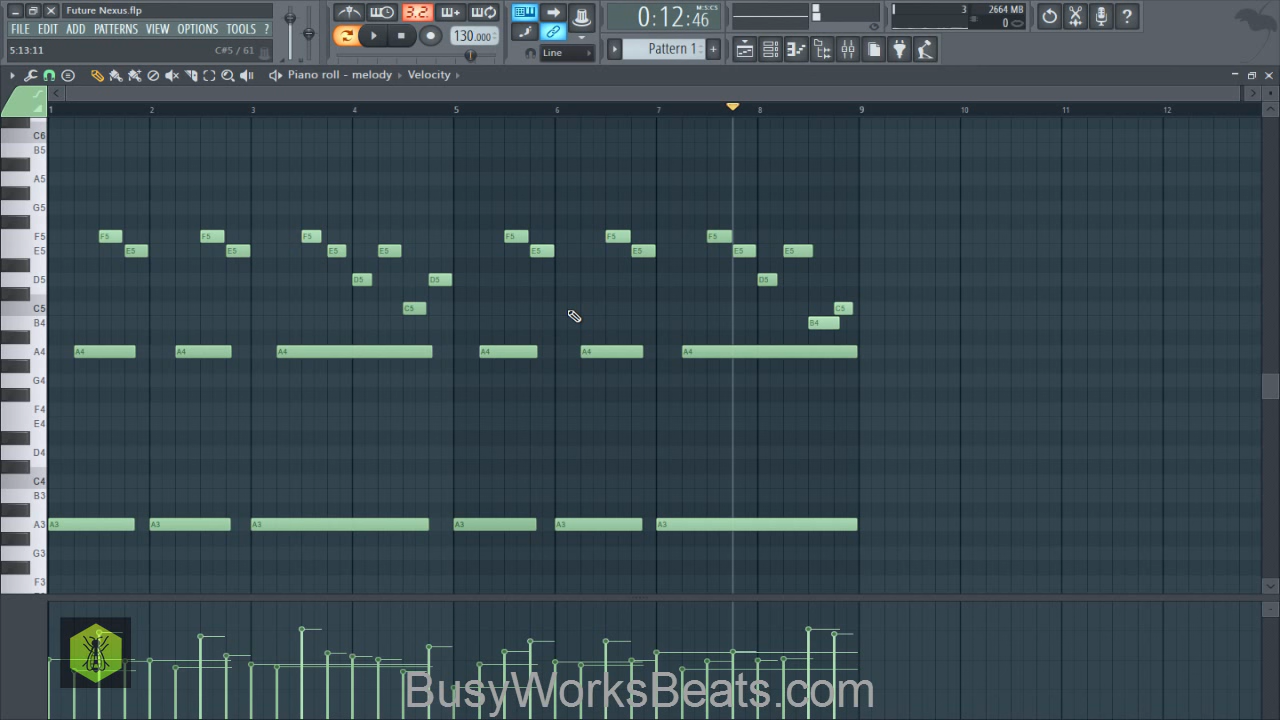 Future Nexus.flp
FILE EDIT ADD PATTERNS VIEW OPTIONS TOOLS ?
5:13:11 C#5 / 61
3.2.
130.000
0:12:46 M:S:CS
Line
Pattern 1
+
3 2664 MB
0
?
Piano roll - melody Velocity
1 2 3 4 5 6 7 8 9 10 11 12
C6
B5
A5
G5
F5 F5 F5 F5 F5 F5 F5
E5 E5 E5 E5 E5 E5 E5 E5 E5
D5 D5 D5 D5
C5 C5 C5
B4 B4
A4 A4 A4 A4 A4 A4 A4
G4
F4
E4
D4
C4
B3
A3 A3 A3 A3 A3 A3 A3
G3
F3
BusyWorksBeats.com